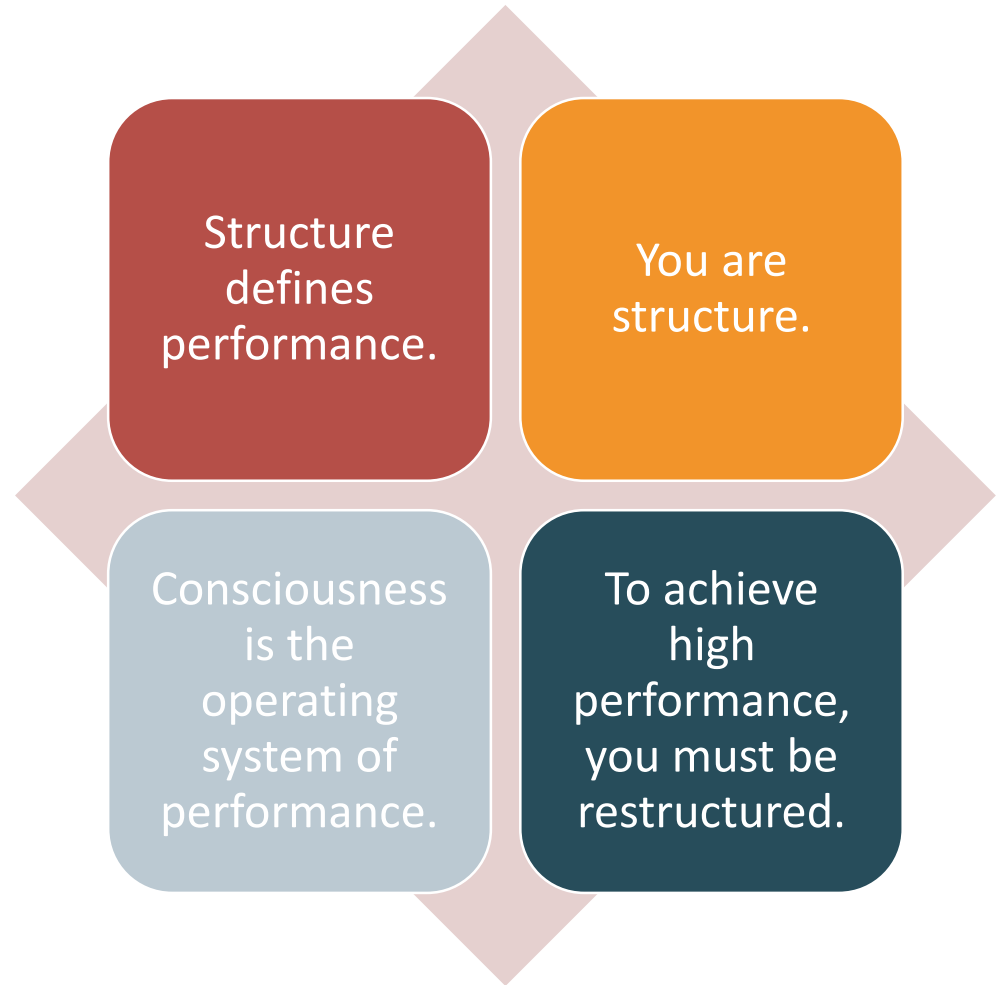 Structure
defines
performance.
You are
structure.
Consciousness
is the
operating
system of
performance.
To achieve
high
performance,
you must be
restructured.